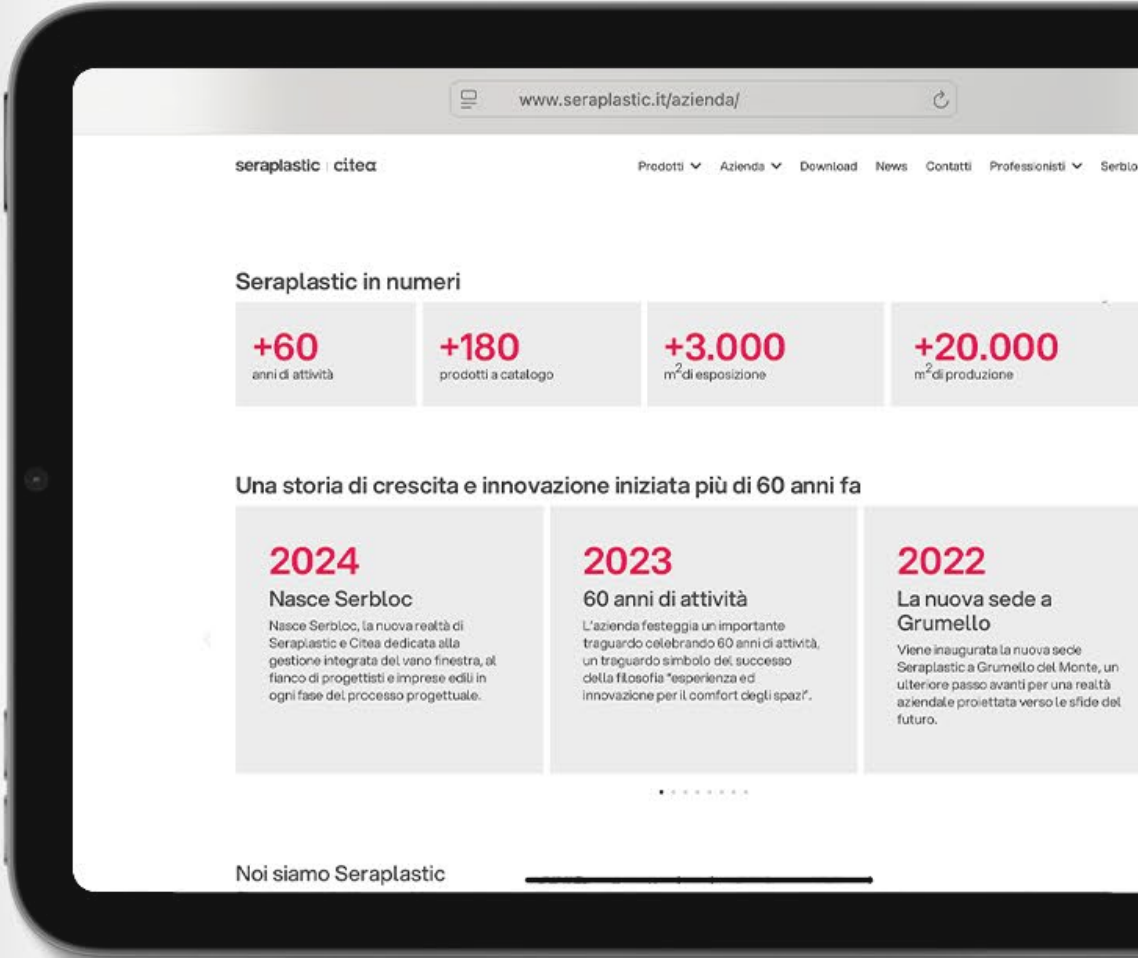 www.seraplastic.it/azienda/
seraplastic | citea
Prodotti Azienda Download News Contatti Professionisti Serblo
Seraplastic in numeri
+60
anni di attività
+180
prodotti a catalogo
+3.000
m² di esposizione
+20.000
m² di produzione
Una storia di crescita e innovazione iniziata più di 60 anni fa
2024
Nasce Serbloc
Nasce Serbloc, la nuova realtà di
Seraplastic e Citea dedicata alla
gestione integrata del vano finestra, al
fianco di progettisti e imprese edili in
ogni fase del processo progettuale.
2023
60 anni di attività
L'azienda festeggia un importante
traguardo celebrando 60 anni di attività,
un traguardo simbolo del successo
della filosofia "esperienza ed
innovazione per il comfort degli spazi".
2022
La nuova sede a
Grumello
Viene inaugurata la nuova sede
Seraplastic a Grumello del Monte, un
ulteriore passo avanti per una realtà
aziendale proiettata verso le sfide del
futuro.
Noi siamo Seraplastic